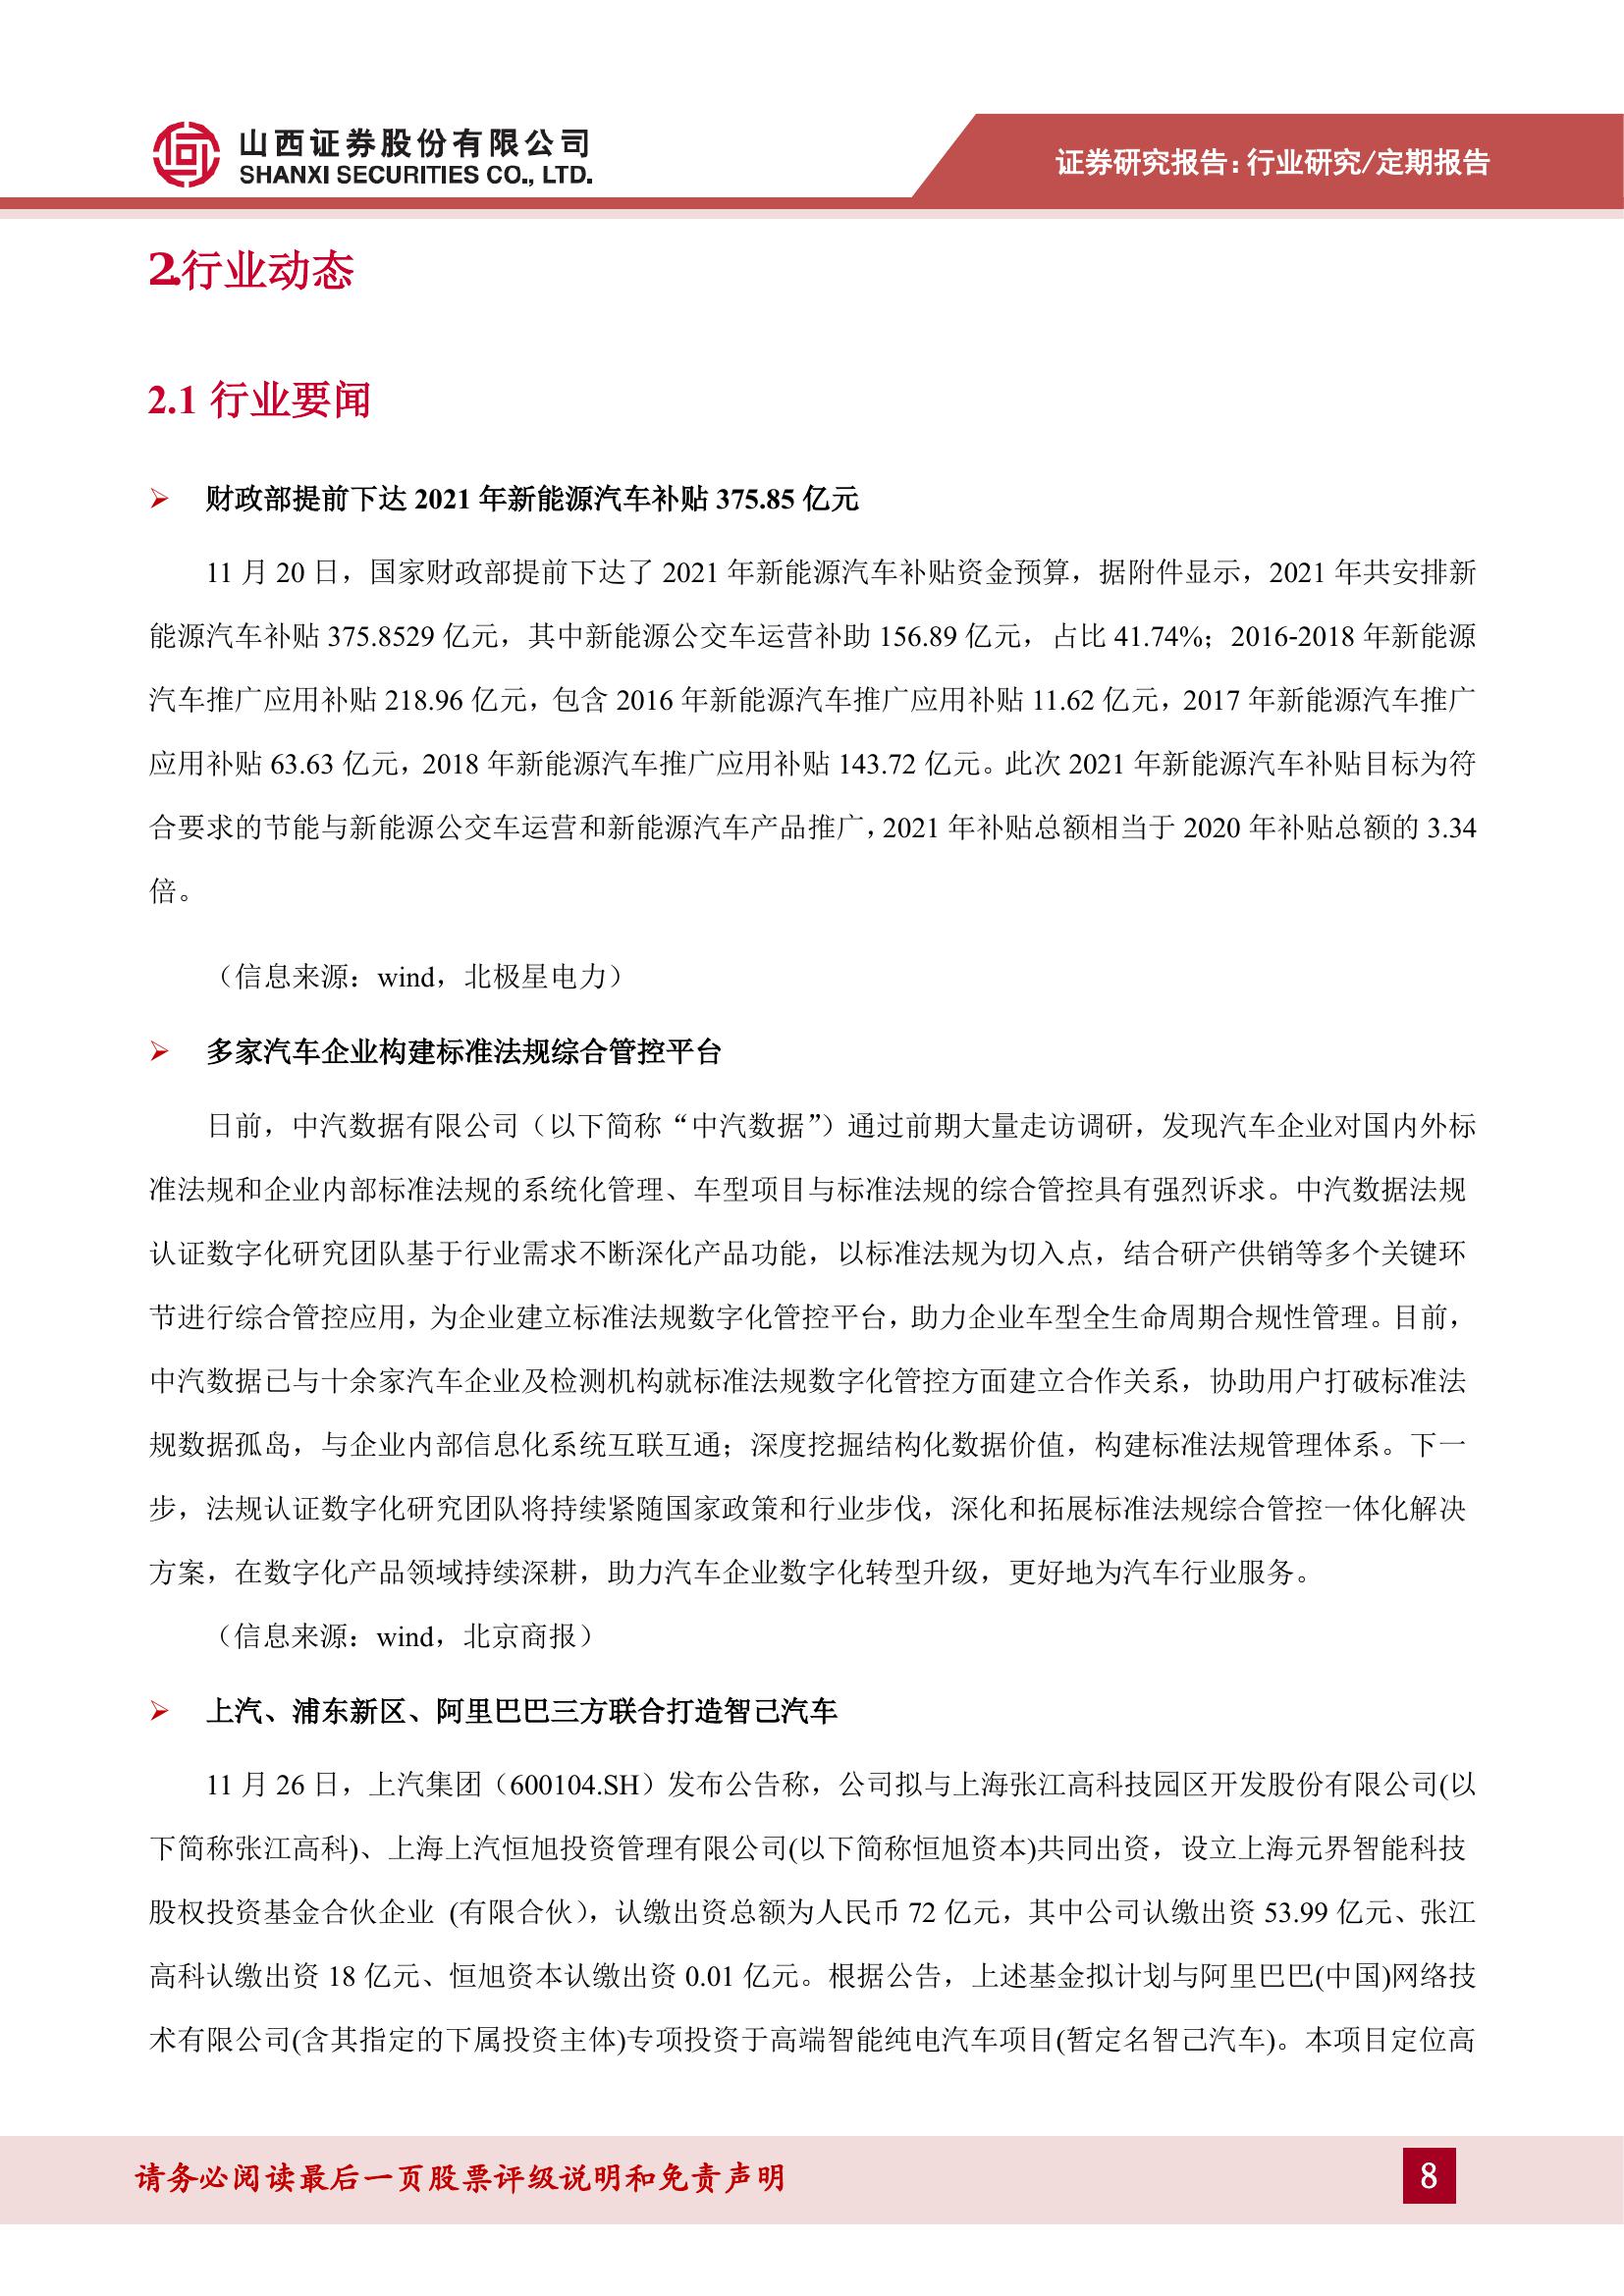 山西证券股份有限公司
SHANXI SECURITIES CO., LTD.
证券研究报告：行业研究/定期报告
2.行业动态
2.1 行业要闻
➢ 财政部提前下达 2021 年新能源汽车补贴 375.85 亿元
11 月 20 日，国家财政部提前下达了 2021 年新能源汽车补贴资金预算，据附件显示，2021 年共安排新
能源汽车补贴 375.8529 亿元，其中新能源公交车运营补助 156.89 亿元，占比 41.74%；2016-2018 年新能源
汽车推广应用补贴 218.96 亿元，包含 2016 年新能源汽车推广应用补贴 11.62 亿元，2017 年新能源汽车推广
应用补贴 63.63 亿元，2018 年新能源汽车推广应用补贴 143.72 亿元。此次 2021 年新能源汽车补贴目标为符
合要求的节能与新能源公交车运营和新能源汽车产品推广，2021 年补贴总额相当于 2020 年补贴总额的 3.34
倍。
（信息来源：wind，北极星电力）
➢ 多家汽车企业构建标准法规综合管控平台
日前，中汽数据有限公司（以下简称“中汽数据”）通过前期大量走访调研，发现汽车企业对国内外标
准法规和企业内部标准法规的系统化管理、车型项目与标准法规的综合管控具有强烈诉求。中汽数据法规
认证数字化研究团队基于行业需求不断深化产品功能，以标准法规为切入点，结合研产供销等多个关键环
节进行综合管控应用，为企业建立标准法规数字化管控平台，助力企业车型全生命周期合规性管理。目前，
中汽数据已与十余家汽车企业及检测机构就标准法规数字化管控方面建立合作关系，协助用户打破标准法
规数据孤岛，与企业内部信息化系统互联互通；深度挖掘结构化数据价值，构建标准法规管理体系。下一
步，法规认证数字化研究团队将持续紧随国家政策和行业步伐，深化和拓展标准法规综合管控一体化解决
方案，在数字化产品领域持续深耕，助力汽车企业数字化转型升级，更好地为汽车行业服务。
（信息来源：wind，北京商报）
➢ 上汽、浦东新区、阿里巴巴三方联合打造智己汽车
11 月 26 日，上汽集团（600104.SH）发布公告称，公司拟与上海张江高科技园区开发股份有限公司(以
下简称张江高科)、上海上汽恒旭投资管理有限公司(以下简称恒旭资本)共同出资，设立上海元界智能科技
股权投资基金合伙企业 (有限合伙)，认缴出资总额为人民币 72 亿元，其中公司认缴出资 53.99 亿元、张江
高科认缴出资 18 亿元、恒旭资本认缴出资 0.01 亿元。根据公告，上述基金拟计划与阿里巴巴(中国)网络技
术有限公司(含其指定的下属投资主体)专项投资于高端智能纯电汽车项目(暂定名智己汽车)。本项目定位高
请务必阅读最后一页股票评级说明和免责声明
8